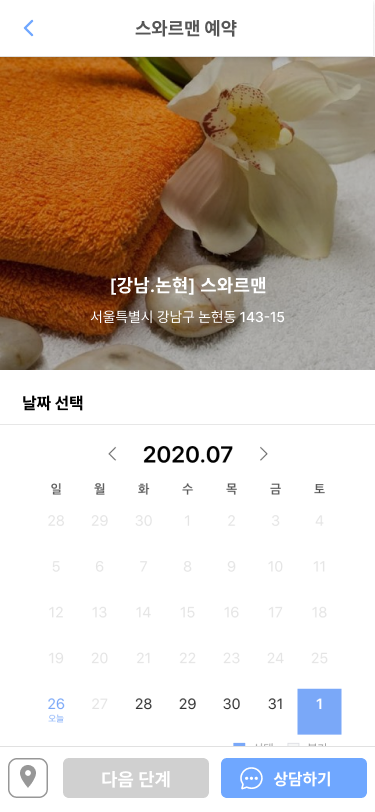 스와르맨 예약
[강남.논현] 스와르맨
서울특별시 강남구 논현동 143-15
날짜 선택
2020.07
일 월 화 수 목 금 토
28 29 30 1 2 3 4
5 6 7 8 9 10 11
12 13 14 15 16 17 18
19 20 21 22 23 24 25
26 27 28 29 30 31 1
오늘
다음 단계 상담하기